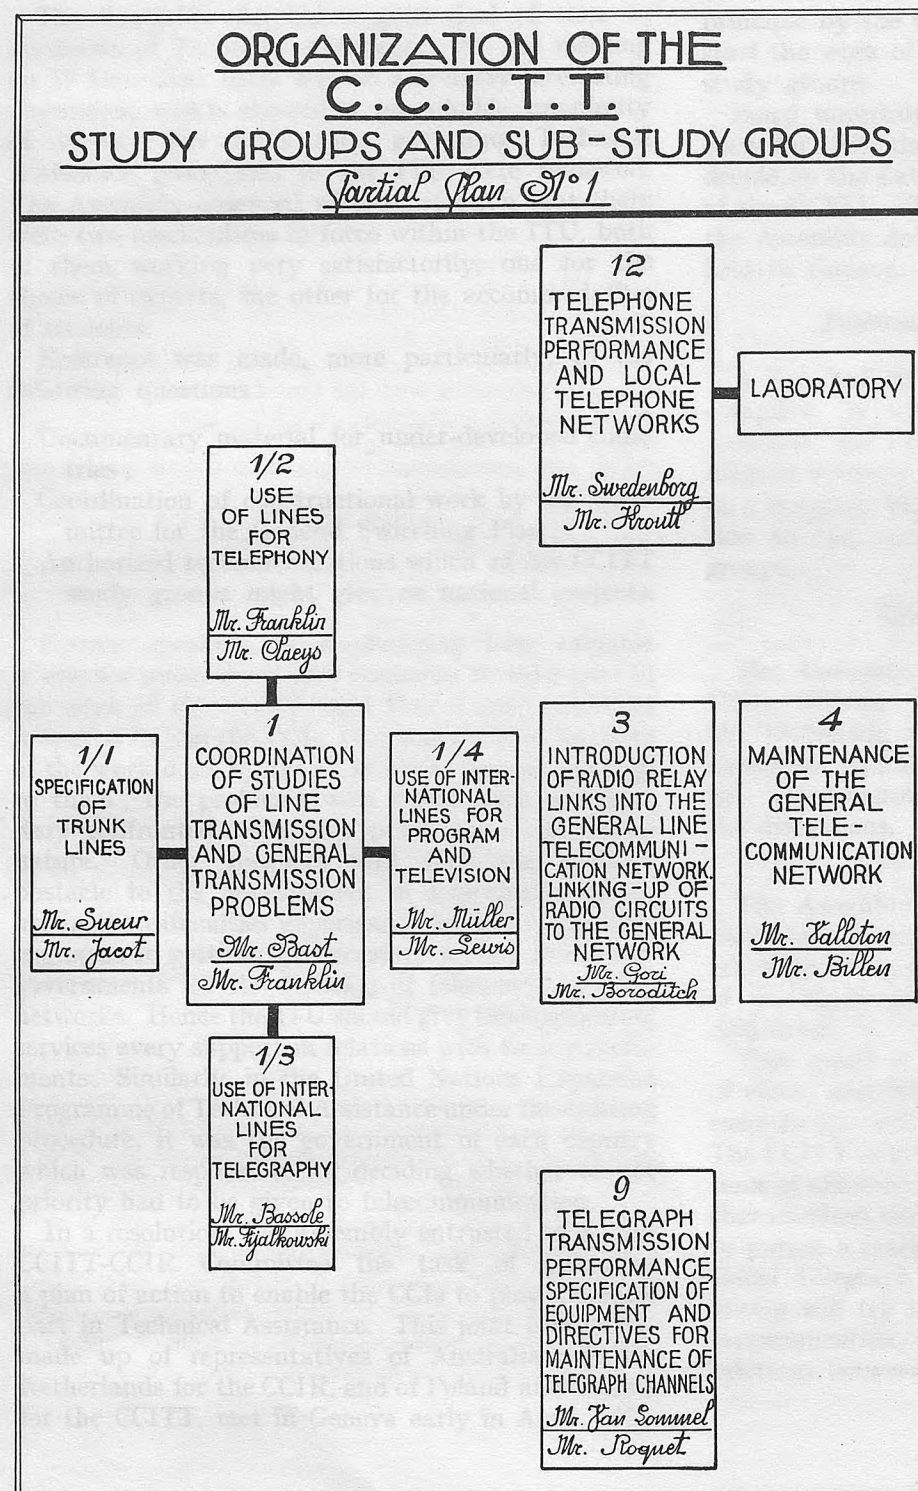 ORGANIZATION OF THE
CCITT
STUDY GROUPS AND SUB-STUDY GROUPS
Partial Plan No 1
12
TELEPHONE
TRANSMISSION
PERFORMANCE
AND LOCAL
TELEPHONE
NETWORKS
Mr. Swedenborg
Mr. Kroutl
LABORATORY
1/2
USE
OF LINES
FOR
TELEPHONY
Mr. Franklin
Mr. Claeys
1/1
SPECIFICATION
OF
TRUNK
LINES
Mr. Sueur
Mr. Jacot
1
COORDINATION
OF STUDIES
OF LINE
TRANSMISSION
AND GENERAL
TRANSMISSION
PROBLEMS
Mr. Bast
Mr. Franklin
1/4
USE OF INTER-
NATIONAL
LINES FOR
PROGRAM
AND
TELEVISION
Mr. Müller
Mr. Lewis
3
INTRODUCTION
OF RADIO RELAY
LINKS INTO THE
GENERAL LINE
TELECOMMUNI-
CATION NETWORK.
LINKING-UP OF
RADIO CIRCUITS
TO THE GENERAL
NETWORK
Mr. Gori
Mr. Boroditch
4
MAINTENANCE
OF THE
GENERAL
TELE-
COMMUNICATION
NETWORK
Mr. Valloton
Mr. Billen
1/3
USE OF INTER-
NATIONAL
LINES
FOR
TELEGRAPHY
Mr. Bassole
Mr. Fijalkowski
9
TELEGRAPH
TRANSMISSION
PERFORMANCE,
SPECIFICATION OF
EQUIPMENT AND
DIRECTIVES FOR
MAINTENANCE OF
TELEGRAPH CHANNELS
Mr. Van Lommel
Mr. Roquet